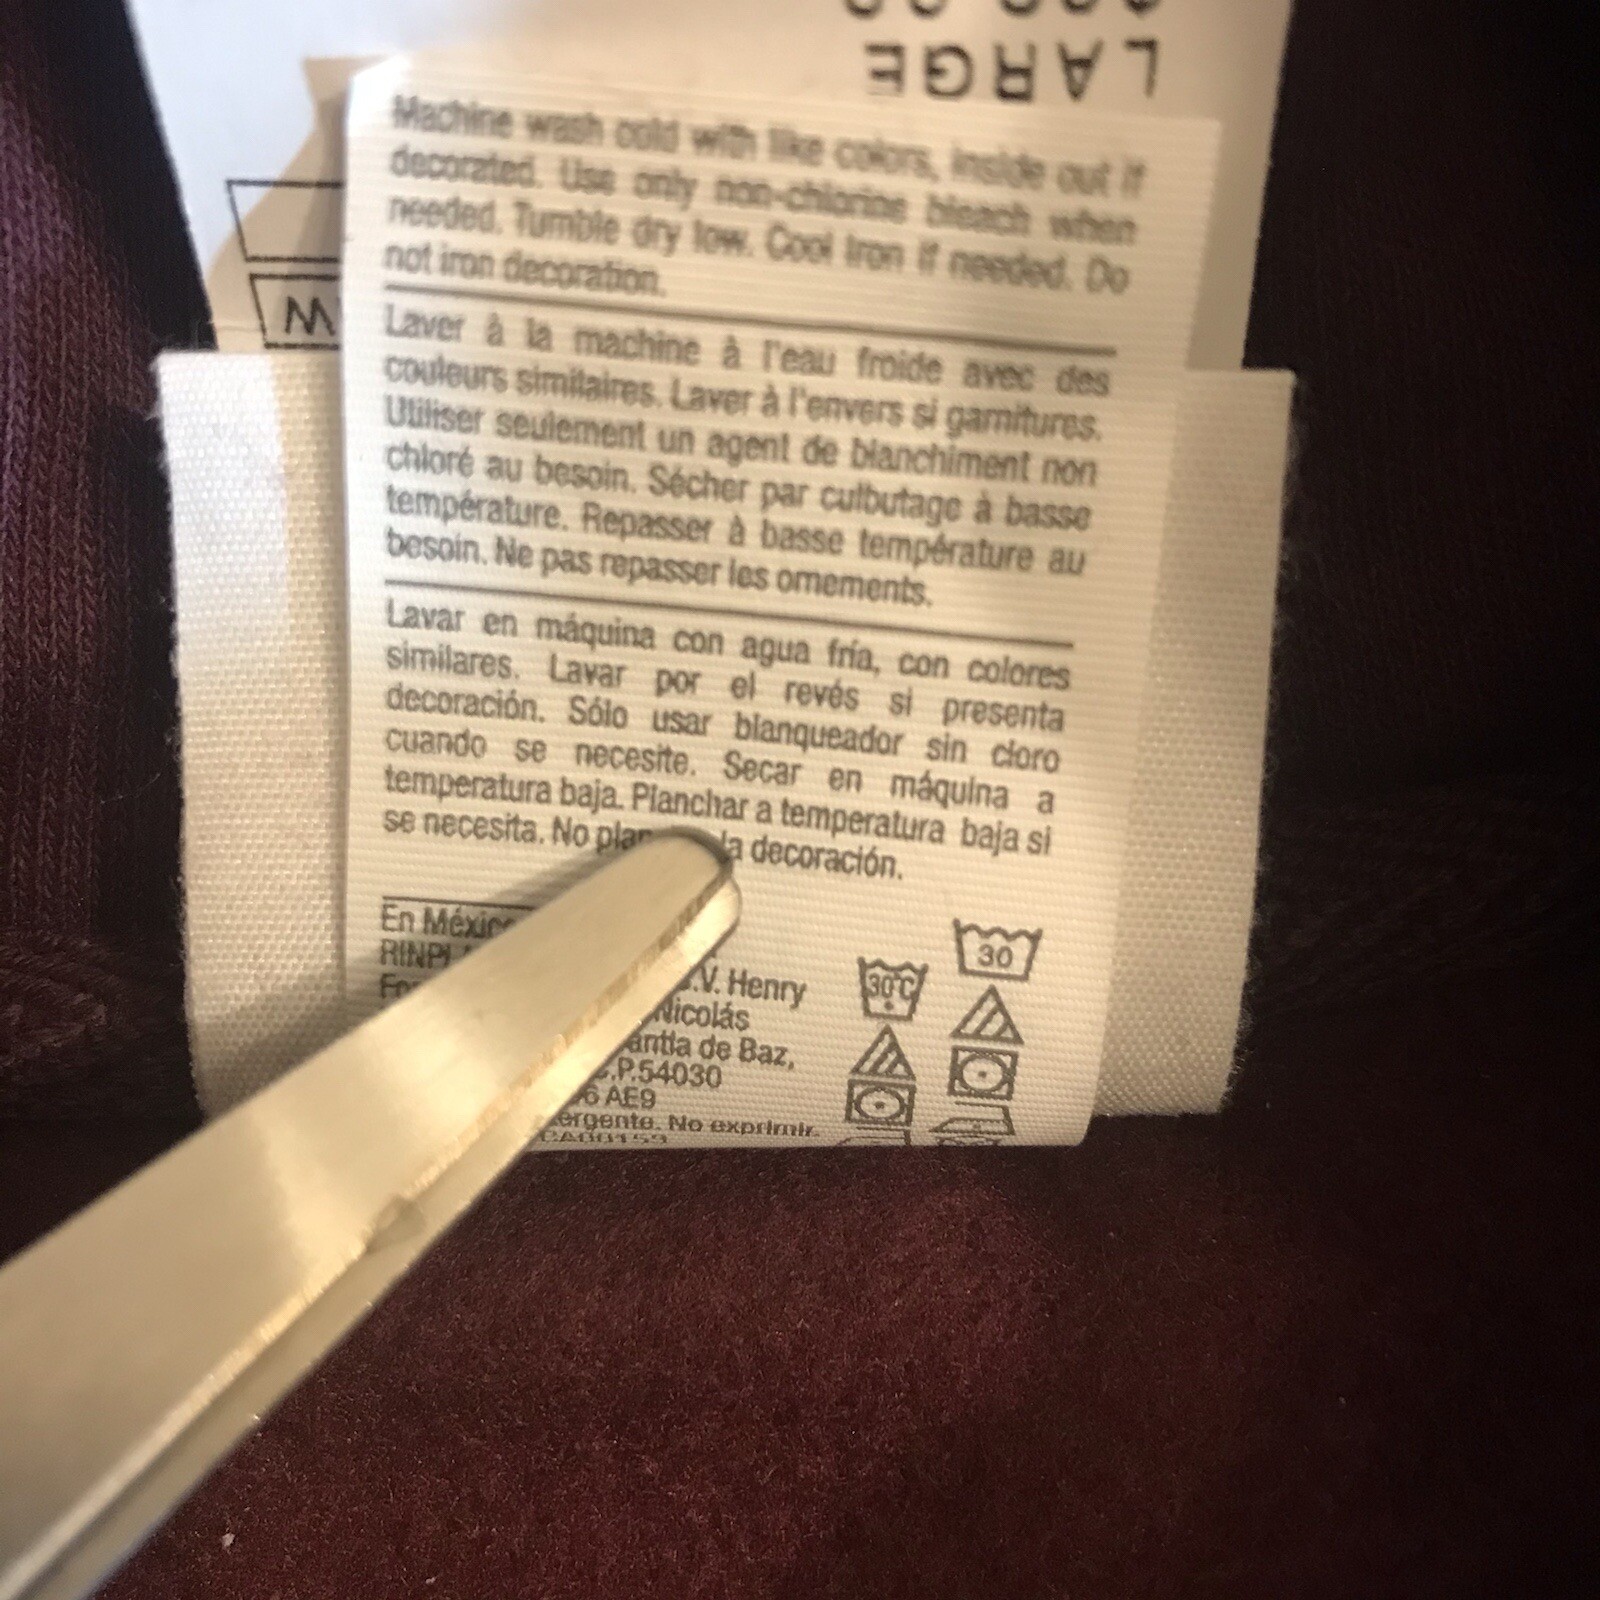 LARGE
Machine wash cold with like colors, inside out if
decorated. Use only non-chlorine bleach when
needed. Tumble dry low. Cool iron if needed. Do
not iron decoration.
Laver à la machine à l'eau froide avec des
couleurs similaires. Laver à l'envers si garnitures.
Utiliser seulement un agent de blanchiment non
chloré au besoin. Sécher par culbutage à basse
température. Repasser à basse température au
besoin. Ne pas repasser les ornements.
Lavar en máquina con agua fría, con colores
similares. Lavar por el revés si presenta
decoración. Sólo usar blanqueador sin cloro
cuando se necesite. Secar en máquina a
temperatura baja. Planchar a temperatura baja si
se necesita. No la decoración.
En
.V. Henry
Nicolás
de Baz,
C.P.54030
6 AE9
No exprimir.
30
30°C